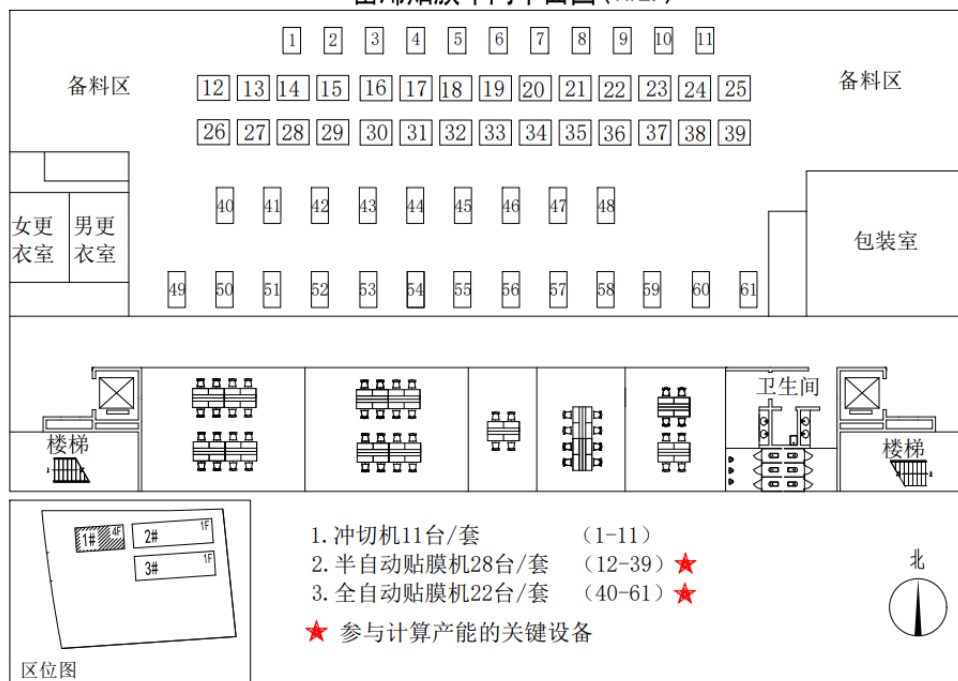 1 2 3 4 5 6 7 8 9 10 11
备料区
备料区
12 13 14 15 16 17 18 19 20 21 22 23 24 25
26 27 28 29 30 31 32 33 34 35 36 37 38 39
40 41 42 43 44 45 46 47 48
女更衣室
男更衣室
包装室
49 50 51 52 53 54 55 56 57 58 59 60 61
卫生间
楼梯
楼梯
1# 4F
2# 1F
3# 1F
区位图
1.冲切机11台/套 (1-11)
2.半自动贴膜机28台/套 (12-39)
3.全自动贴膜机22台/套 (40-61)
参与计算产能的关键设备
北